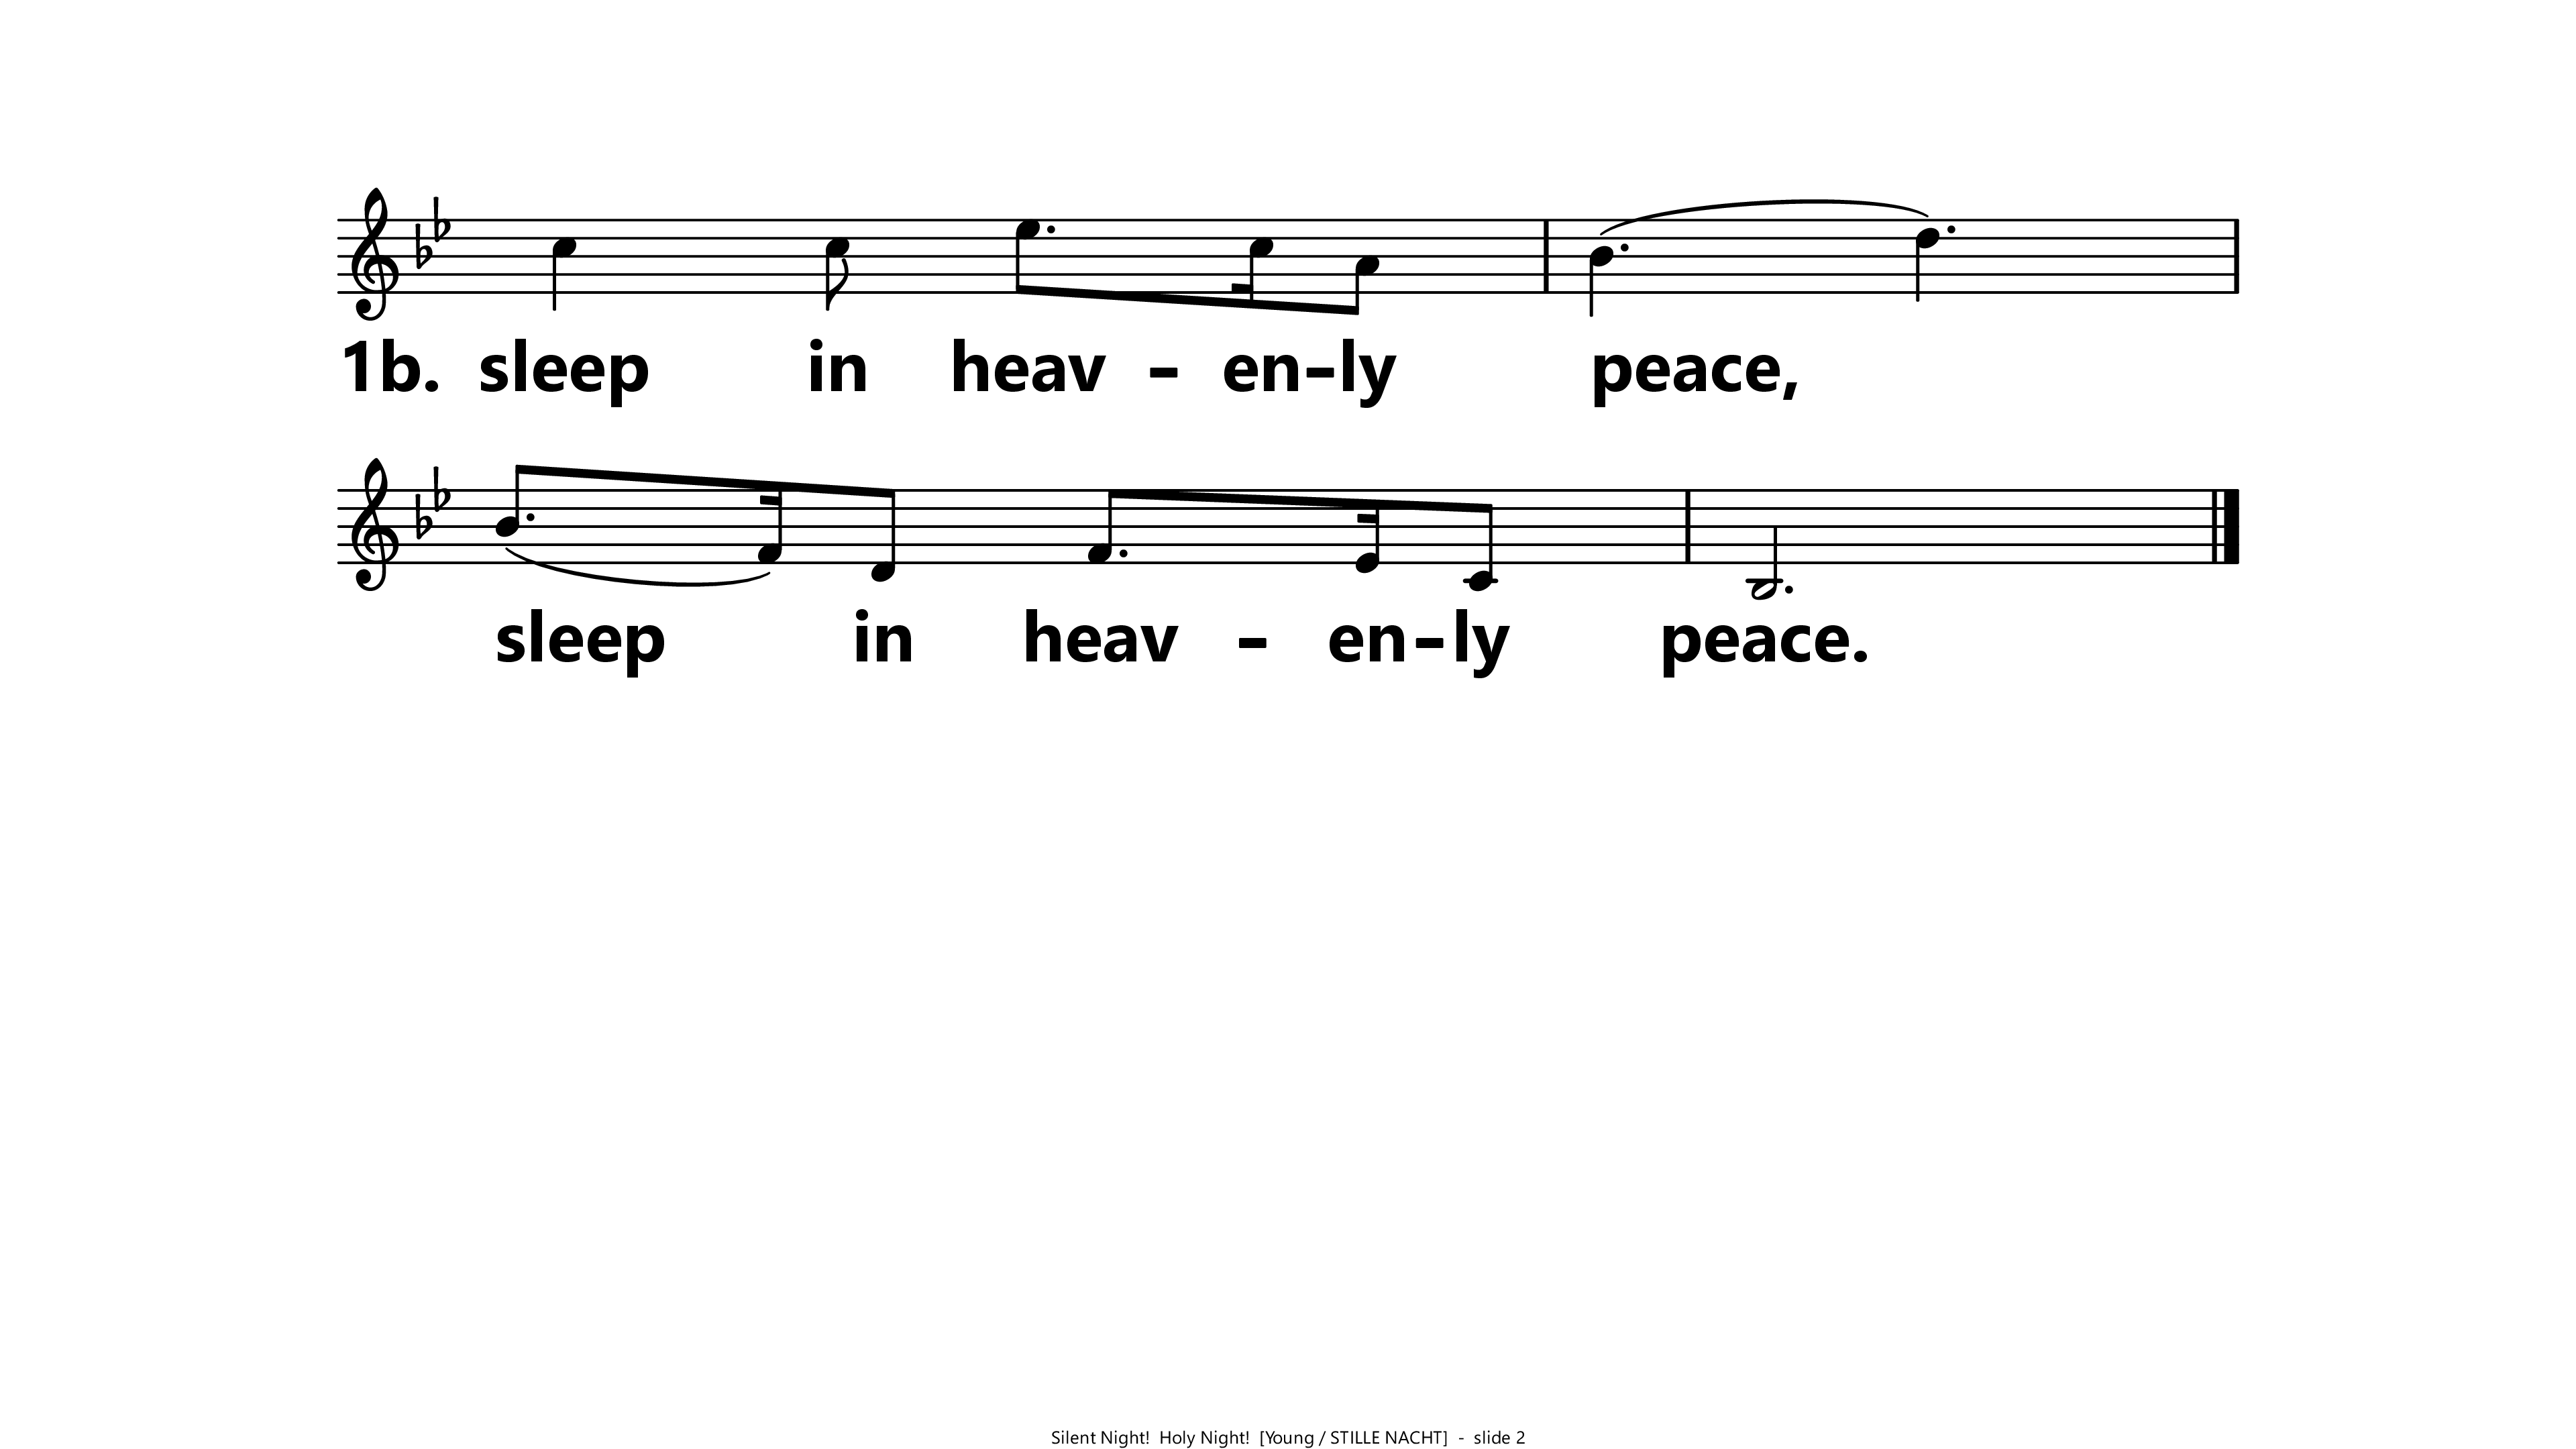 1b. sleep in heav - en-ly peace,
sleep in heav - en-ly peace.
Silent Night! Holy Night! [Young / STILLE NACHT] - slide 2